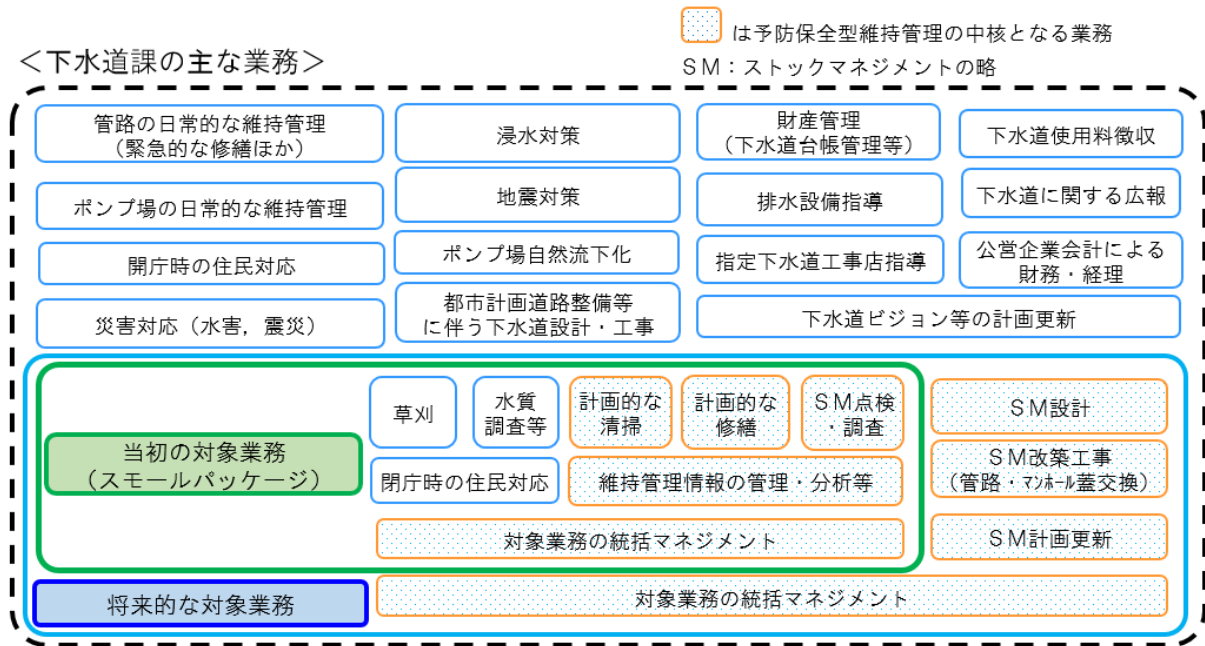 は予防保全型維持管理の中核となる業務
<下水道課の主な業務>
SM:ストックマネジメントの略
管路の日常的な維持管理
(緊急的な修繕ほか)
浸水対策
財産管理
(下水道台帳管理等)
下水道使用料徴収
ポンプ場の日常的な維持管理
地震対策
排水設備指導
下水道に関する広報
開庁時の住民対応
ポンプ場自然流下化
指定下水道工事店指導
公営企業会計による
財務・経理
災害対応(水害,震災)
都市計画道路整備等
に伴う下水道設計・工事
下水道ビジョン等の計画更新
当初の対象業務
(スモールパッケージ)
草刈
水質
調査等
計画的な
清掃
計画的な
修繕
SM点検
・調査
SM設計
閉庁時の住民対応
維持管理情報の管理・分析等
SM改築工事
(管路・マンホール蓋交換)
対象業務の統括マネジメント
SM計画更新
将来的な対象業務
対象業務の統括マネジメント